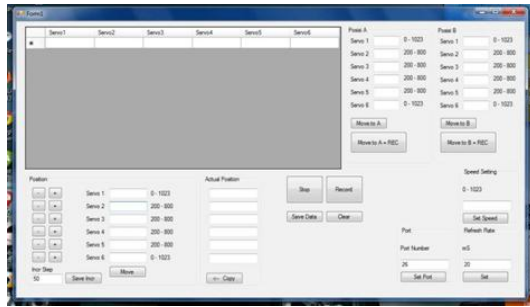 Form1
Servo1 Servo2 Servo3 Servo4 Servo5 Servo6
Posisi A
Servo 1 0 - 1023
Servo 2 200 - 800
Servo 3 200 - 800
Servo 4 200 - 800
Servo 5 200 - 800
Servo 6 0 - 1023
Move to A
Move to A + REC
Posisi B
Servo 1 0 - 1023
Servo 2 200 - 800
Servo 3 200 - 800
Servo 4 200 - 800
Servo 5 200 - 800
Servo 6 0 - 1023
Move to B
Move to B + REC
Position
- + Servo 1 0 - 1023
- + Servo 2 200 - 800
- + Servo 3 200 - 800
- + Servo 4 200 - 800
- + Servo 5 200 - 800
- + Servo 6 0 - 1023
Incr Step
50
Save Incr
Move
Actual Position
<-- Copy
Stop
Record
Save Data
Clear
Speed Setting
0 - 1023
Set Speed
Port
Port Number
26
Set Port
Refresh Rate
mS
20
Set